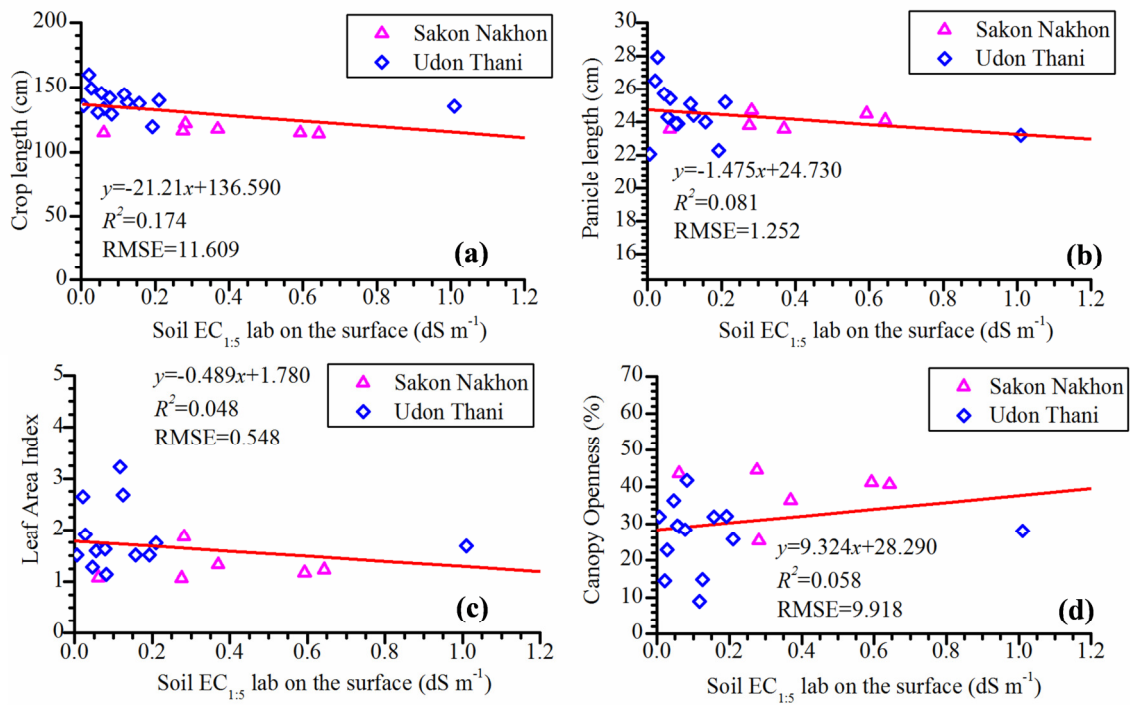 200
150
100
50
0
Crop length (cm)
Sakon Nakhon
Udon Thani
y=-21.21x+136.590
R²=0.174
RMSE=11.609
(a)
0.0 0.2 0.4 0.6 0.8 1.0 1.2
Soil EC1:5 lab on the surface (dS m⁻¹)
30
28
26
24
22
20
18
16
Panicle length (cm)
Sakon Nakhon
Udon Thani
y=-1.475x+24.730
R²=0.081
RMSE=1.252
(b)
0.0 0.2 0.4 0.6 0.8 1.0 1.2
Soil EC1:5 lab on the surface (dS m⁻¹)
5
4
3
2
1
0
Leaf Area Index
y=-0.489x+1.780
R²=0.048
RMSE=0.548
Sakon Nakhon
Udon Thani
(c)
0.0 0.2 0.4 0.6 0.8 1.0 1.2
Soil EC1:5 lab on the surface (dS m⁻¹)
70
60
50
40
30
20
10
0
Canopy Openness (%)
Sakon Nakhon
Udon Thani
y=9.324x+28.290
R²=0.058
RMSE=9.918
(d)
0.0 0.2 0.4 0.6 0.8 1.0 1.2
Soil EC1:5 lab on the surface (dS m⁻¹)